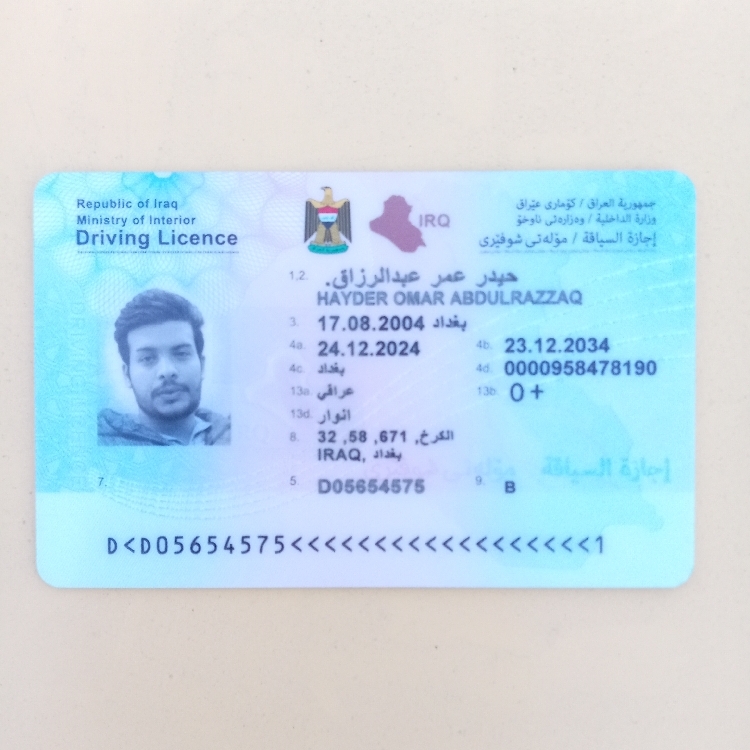 Republic of Iraq
Ministry of Interior
Driving Licence
IRQ
جمهورية العراق / كۆماری عێراق
وزارة الداخلية / وەزارەتی ناوخۆ
إجازة السياقة / مۆڵەتی شوفێری
1,2. حيدر عمر عبدالرزاق.
HAYDER OMAR ABDULRAZZAQ
3. 17.08.2004 بغداد
4a. 24.12.2024 4b. 23.12.2034
4c. بغداد 4d. 0000958478190
13a. عراقي 13b. O+
13d. انوار
8. الكرخ, 671, 58, 32
بغداد, IRAQ
إجازة السياقة
7. 5. D05654575 9. B
D<D05654575<<<<<<<<<<<<<<<<<<<1